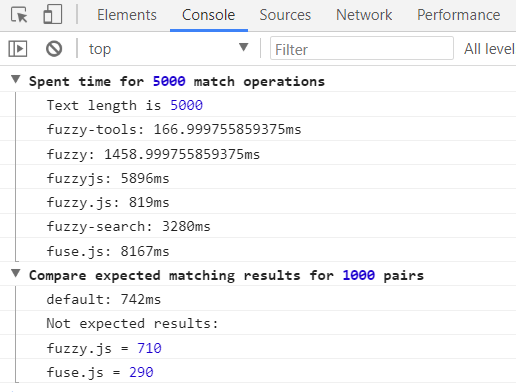 Elements Console Sources Network Performance
top Filter All level
Spent time for 5000 match operations
Text length is 5000
fuzzy-tools: 166.999755859375ms
fuzzy: 1458.999755859375ms
fuzzyjs: 5896ms
fuzzy.js: 819ms
fuzzy-search: 3280ms
fuse.js: 8167ms
Compare expected matching results for 1000 pairs
default: 742ms
Not expected results:
fuzzy.js = 710
fuse.js = 290